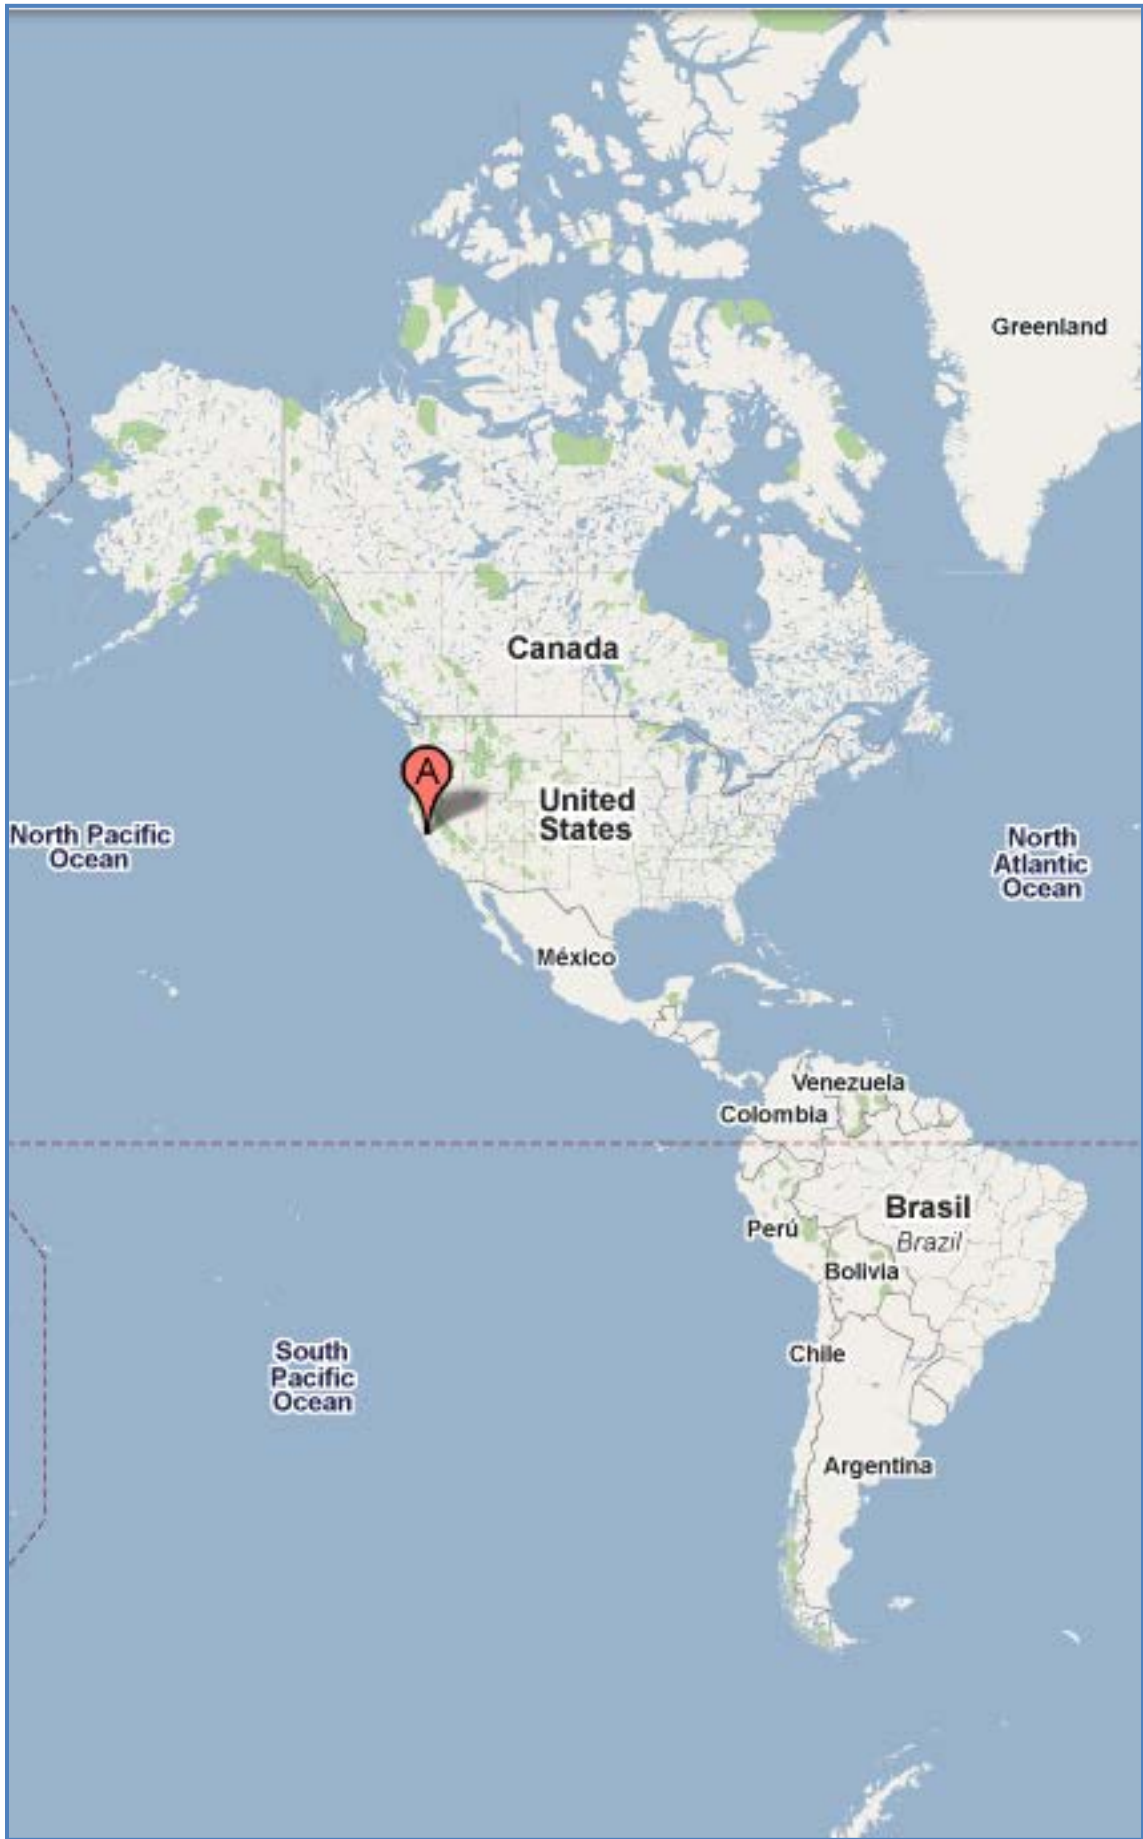 Greenland
Canada
A
United
States
North Pacific
Ocean
North
Atlantic
Ocean
México
Venezuela
Colombia
Brasil
Brazil
Perú
Bolivia
Chile
South
Pacific
Ocean
Argentina